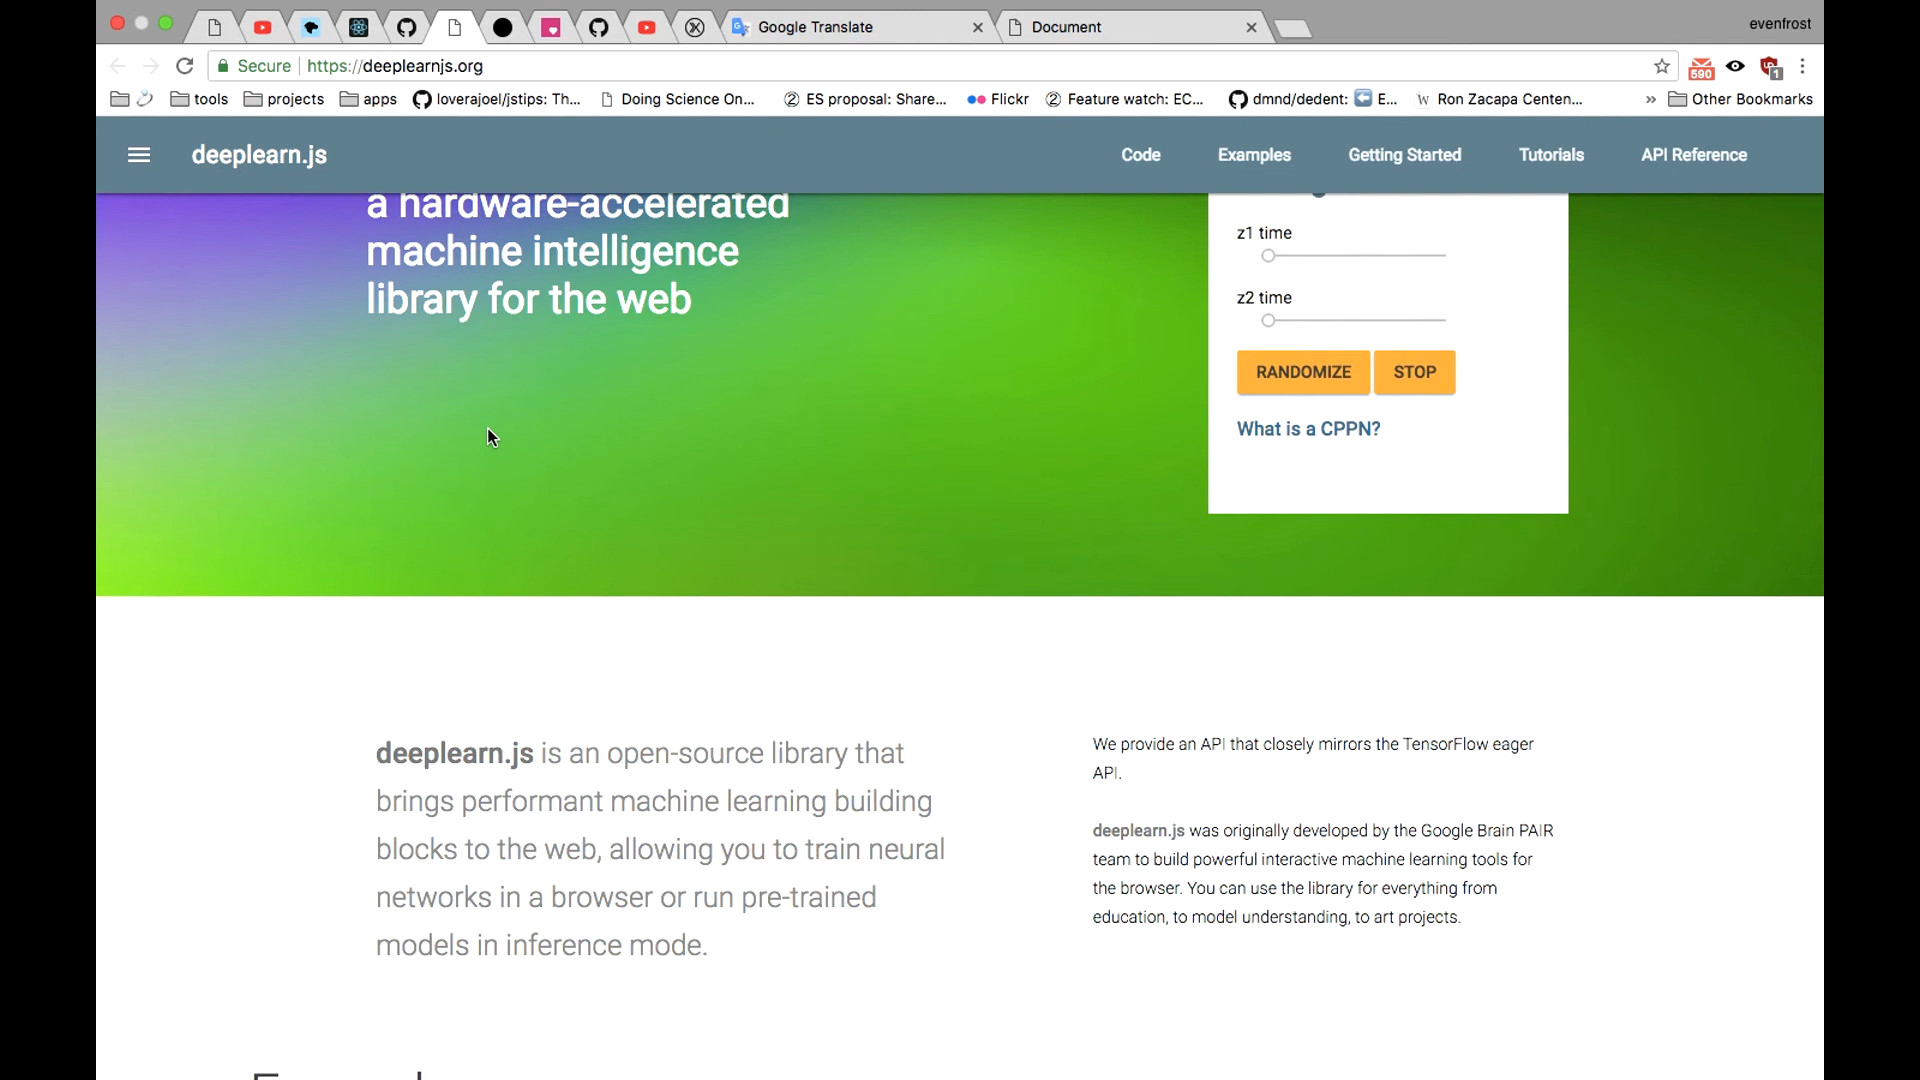 Google Translate
Document
evenfrost
Secure
https://deeplearnjs.org
590
1
tools
projects
apps
loverajoel/jstips: Th...
Doing Science On...
② ES proposal: Share...
Flickr
② Feature watch: EC...
dmnd/dedent: ⬅ E...
W Ron Zacapa Centen...
» Other Bookmarks
deeplearn.js
Code
Examples
Getting Started
Tutorials
API Reference
a hardware-accelerated
machine intelligence
library for the web
z1 time
z2 time
RANDOMIZE
STOP
What is a CPPN?
deeplearn.js is an open-source library that
brings performant machine learning building
blocks to the web, allowing you to train neural
networks in a browser or run pre-trained
models in inference mode.
We provide an API that closely mirrors the TensorFlow eager
API.
deeplearn.js was originally developed by the Google Brain PAIR
team to build powerful interactive machine learning tools for
the browser. You can use the library for everything from
education, to model understanding, to art projects.